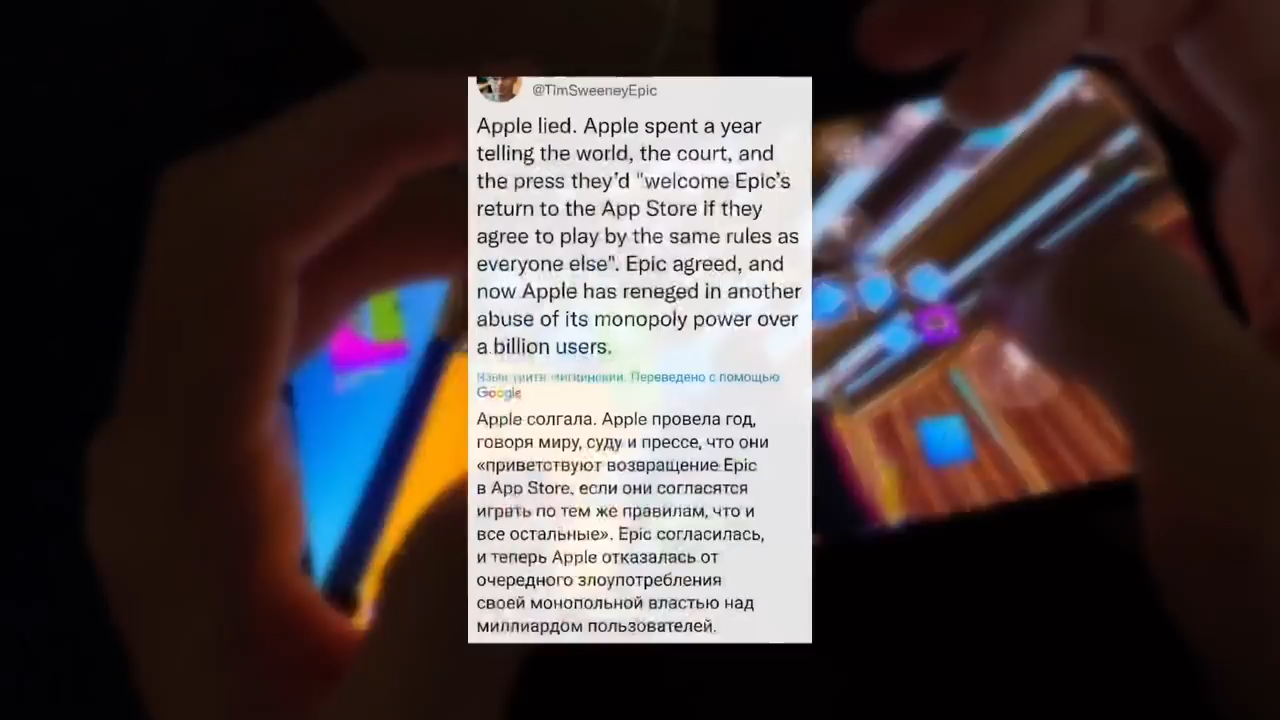 @TimSweeneyEpic
Apple lied. Apple spent a year
telling the world, the court, and
the press they'd "welcome Epic's
return to the App Store if they
agree to play by the same rules as
everyone else". Epic agreed, and
now Apple has reneged in another
abuse of its monopoly power over
a billion users.
Переведено с помощью
Google
Apple солгала. Apple провела год,
говоря миру, суду и прессе, что они
«приветствуют возвращение Epic
в App Store, если они согласятся
играть по тем же правилам, что и
все остальные». Epic согласилась,
и теперь Apple отказалась от
очередного злоупотребления
своей монопольной властью над
миллиардом пользователей.